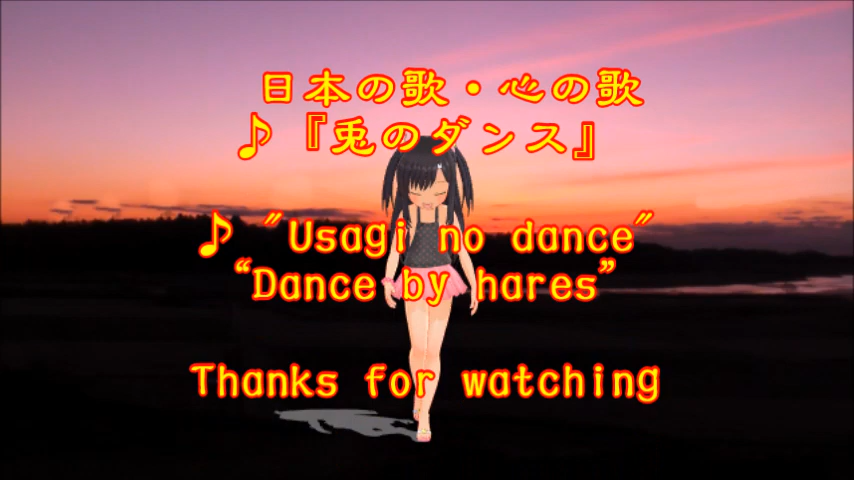 日本の歌・心の歌
♪『兎のダンス』
♪ "Usagi no dance"
“Dance by hares”
Thanks for watching